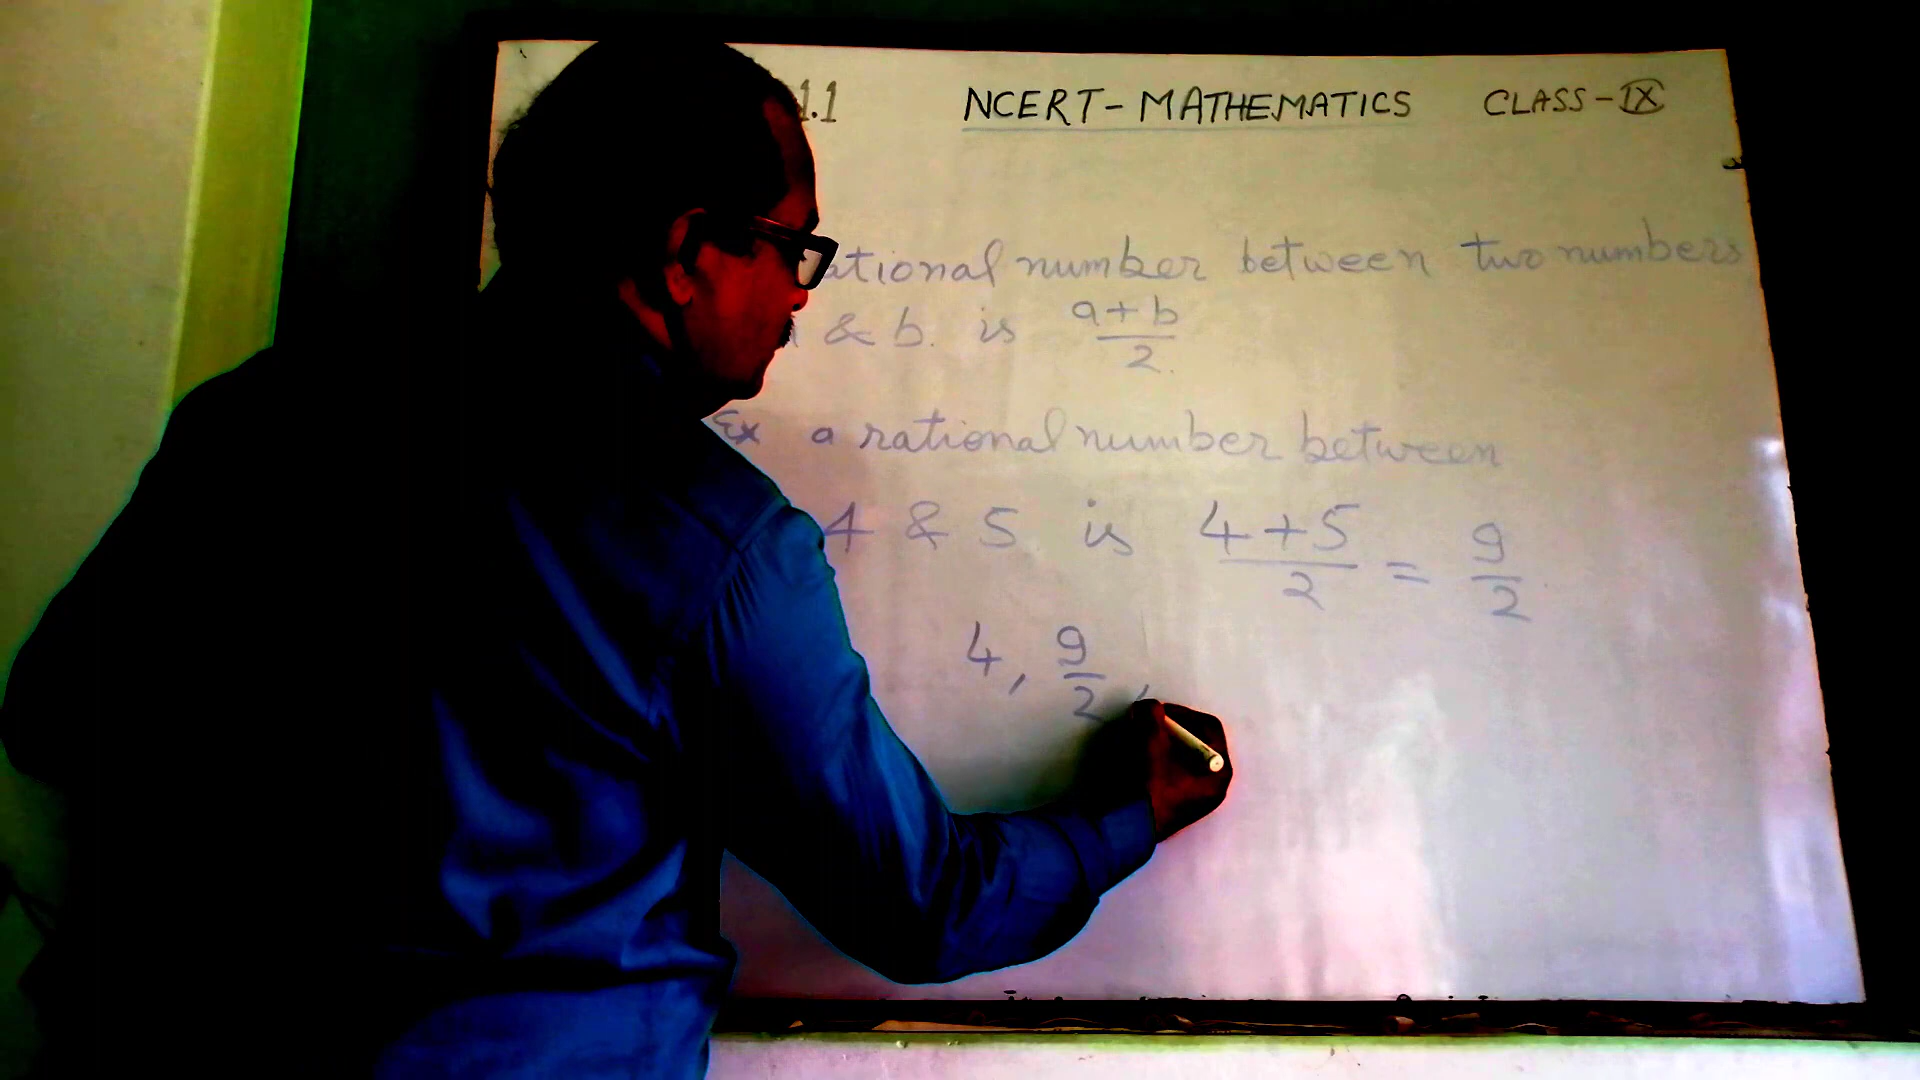 1.1 NCERT-MATHEMATICS CLASS-IX
number between two numbers
& b. is a+b/2.
Ex a rational number between
4 & 5 is 4+5/2 = 9/2
4, 9/2,